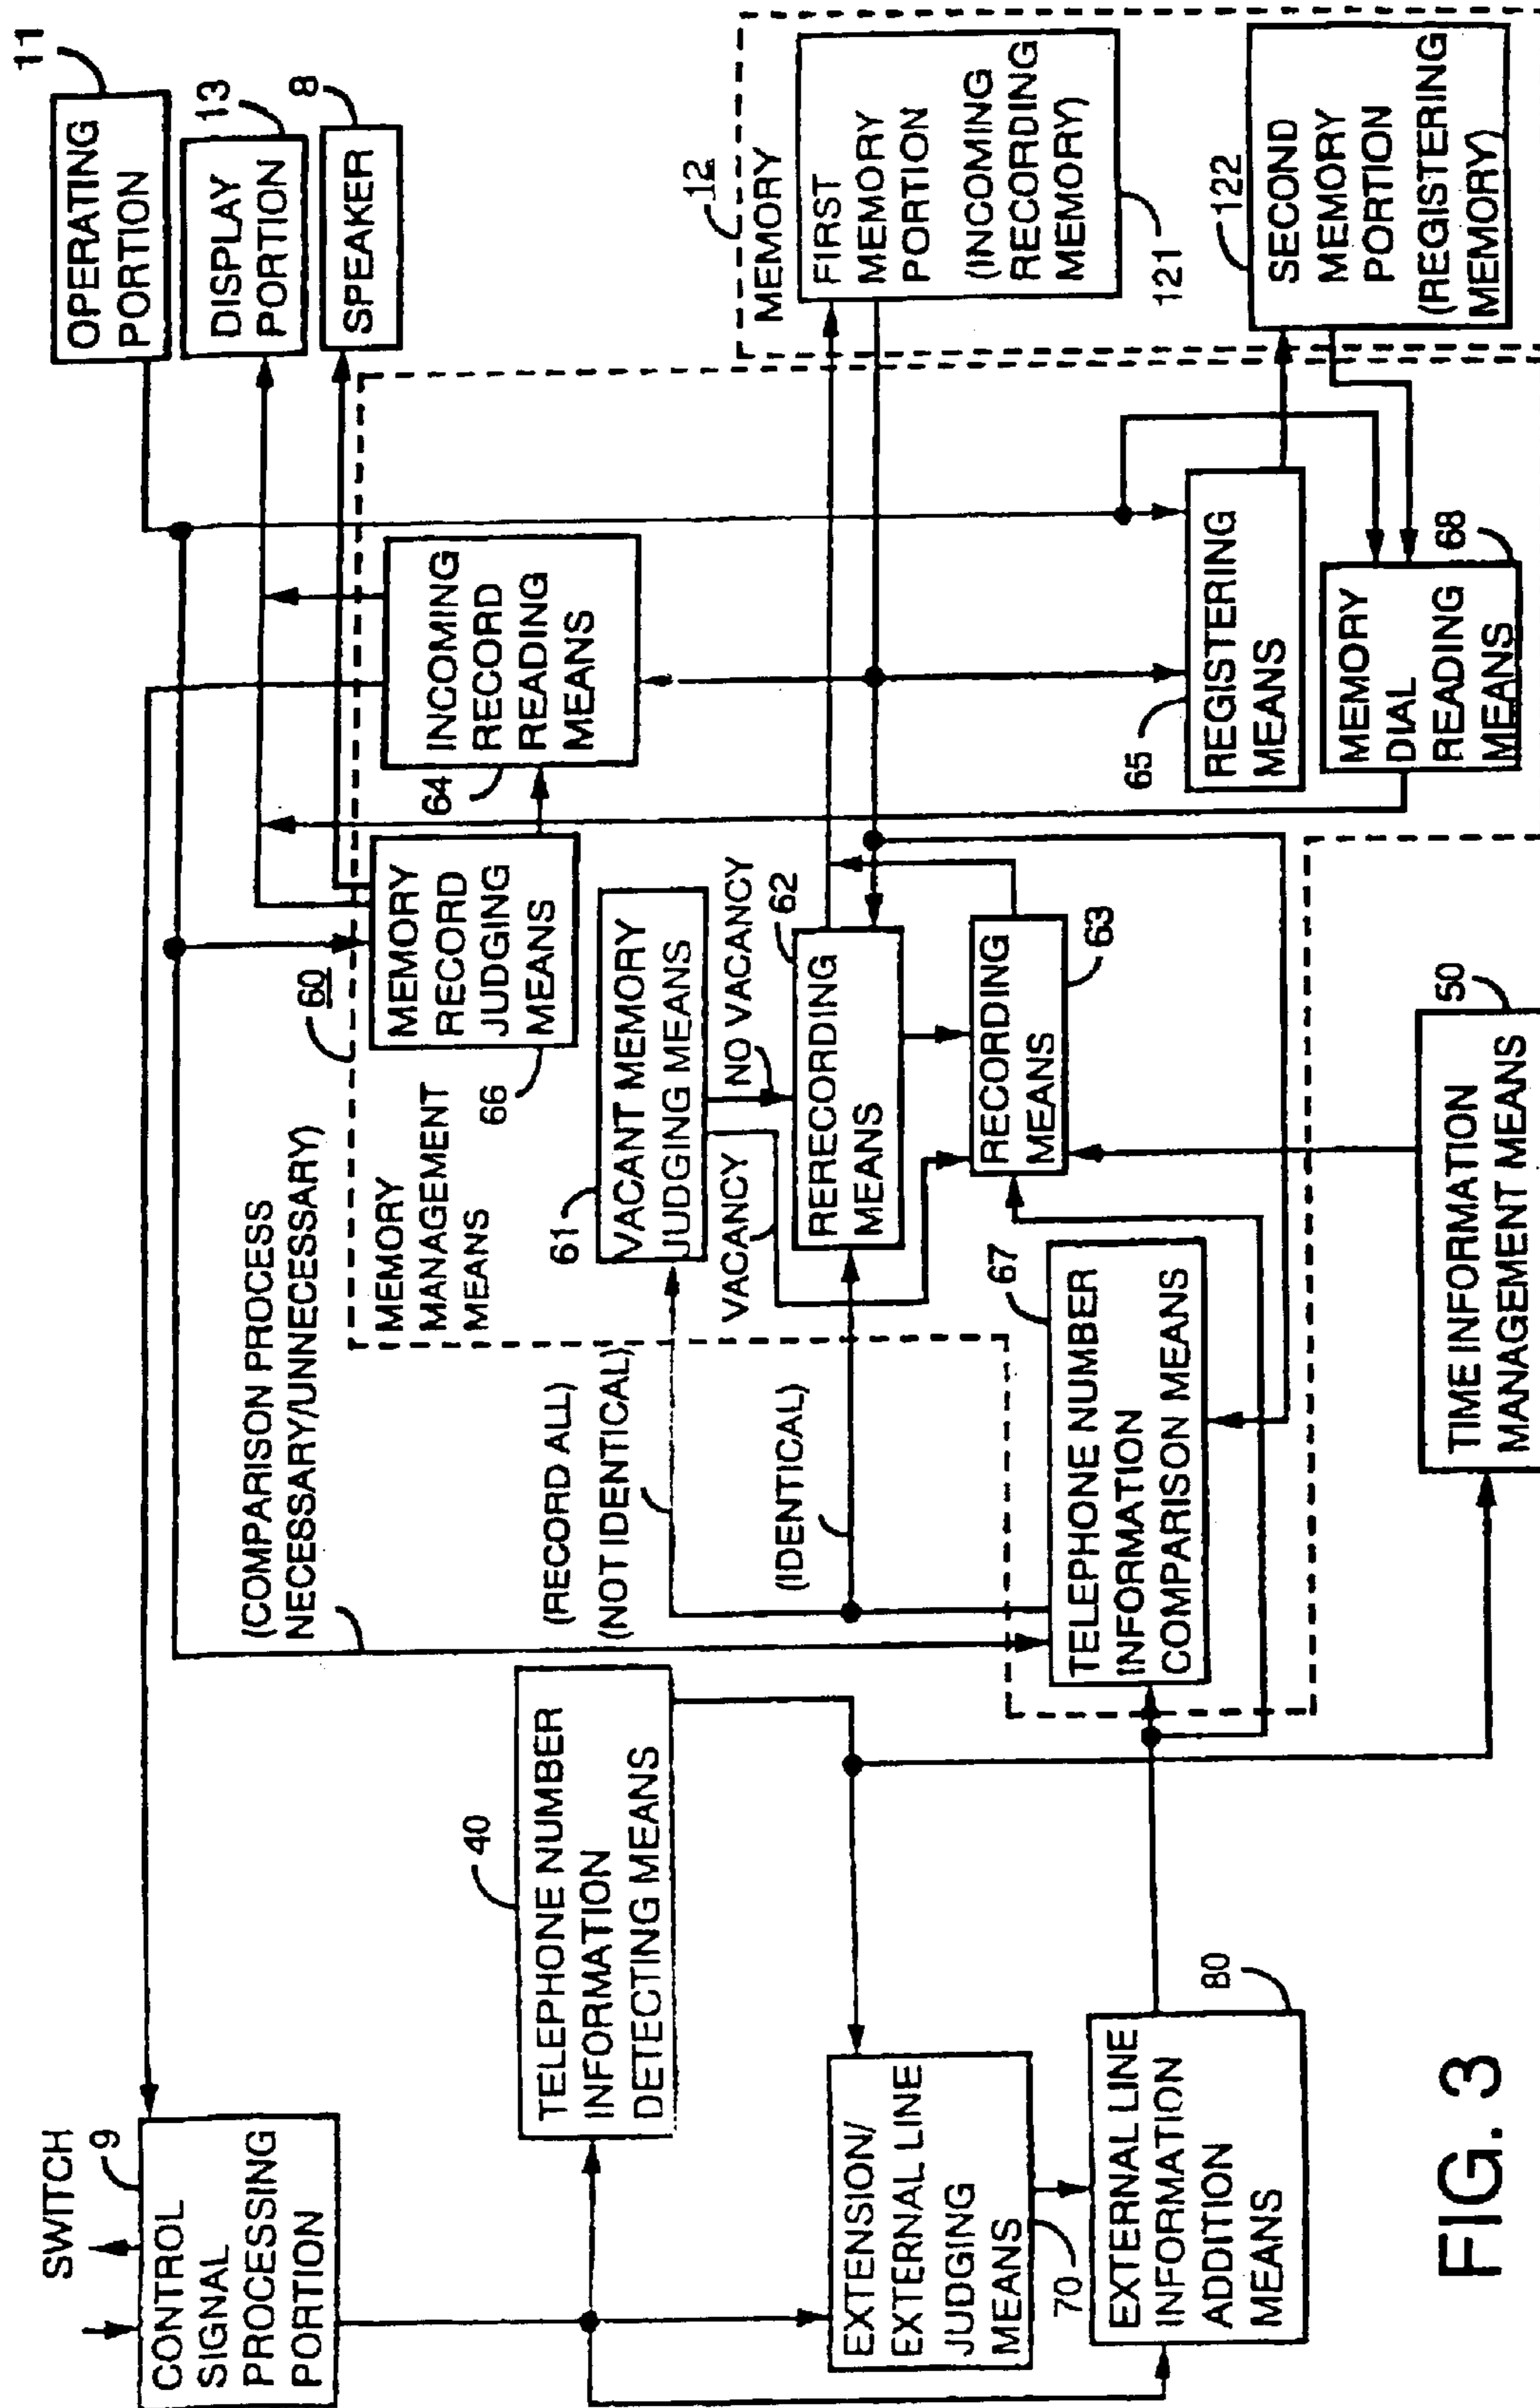 SWITCH
9
CONTROL
SIGNAL
PROCESSING
PORTION
11
OPERATING
PORTION
13
DISPLAY
PORTION
8
SPEAKER
(COMPARISON PROCESS
NECESSARY/UNNECESSARY)
60
MEMORY
MANAGEMENT
MEANS
MEMORY
RECORD
JUDGING
MEANS
66
INCOMING
RECORD
READING
MEANS
64
40
TELEPHONE NUMBER
INFORMATION
DETECTING MEANS
(RECORD ALL)
(NOT IDENTICAL)
(IDENTICAL)
61
VACANT MEMORY
JUDGING MEANS
VACANCY
NO VACANCY
62
RERECORDING
MEANS
RECORDING
MEANS
63
12
MEMORY
FIRST
MEMORY
PORTION
(INCOMING
RECORDING
MEMORY)
121
122
SECOND
MEMORY
PORTION
(REGISTERING
MEMORY)
65
REGISTERING
MEANS
MEMORY
DIAL
READING
MEANS
68
EXTENSION/
EXTERNAL LINE
JUDGING
MEANS
70
EXTERNAL LINE
INFORMATION
ADDITION
MEANS
80
67
TELEPHONE NUMBER
INFORMATION
COMPARISON MEANS
50
TIME INFORMATION
MANAGEMENT MEANS
FIG. 3